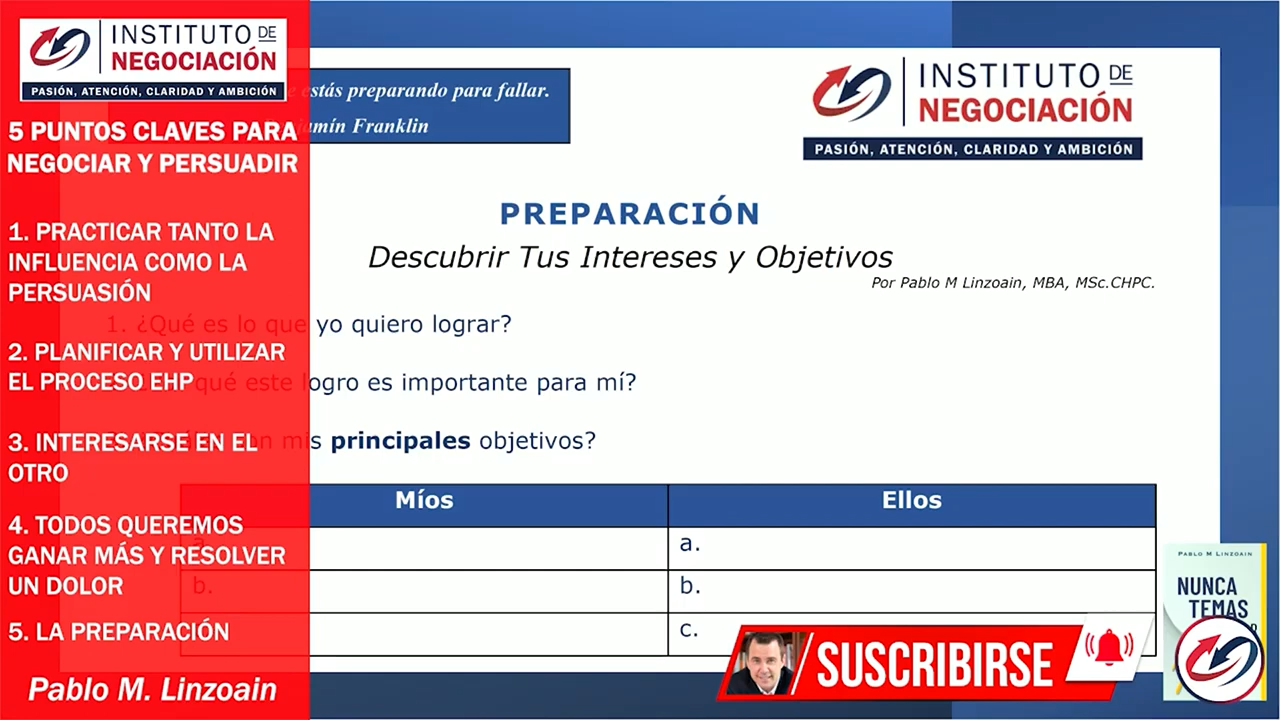 INSTITUTO DE
NEGOCIACIÓN
PASIÓN, ATENCIÓN, CLARIDAD Y AMBICIÓN
5 PUNTOS CLAVES PARA
NEGOCIAR Y PERSUADIR
1. PRACTICAR TANTO LA
INFLUENCIA COMO LA
PERSUASIÓN
2. PLANIFICAR Y UTILIZAR
EL PROCESO EHP
3. INTERESARSE EN EL
OTRO
4. TODOS QUEREMOS
GANAR MÁS Y RESOLVER
UN DOLOR
5. LA PREPARACIÓN
Pablo M. Linzoain
estás preparando para fallar.
Franklin
INSTITUTO DE
NEGOCIACIÓN
PASIÓN, ATENCIÓN, CLARIDAD Y AMBICIÓN
PREPARACIÓN
Descubrir Tus Intereses y Objetivos
Por Pablo M Linzoain, MBA, MSc.CHPC.
1. ¿Qué es lo que yo quiero lograr?
qué este logro es importante para mí?
mis principales objetivos?
Míos
Ellos
a.
a.
b.
b.
c.
SUSCRIBIRSE
PABLO M LINZOAIN
NUNCA
TEMAS